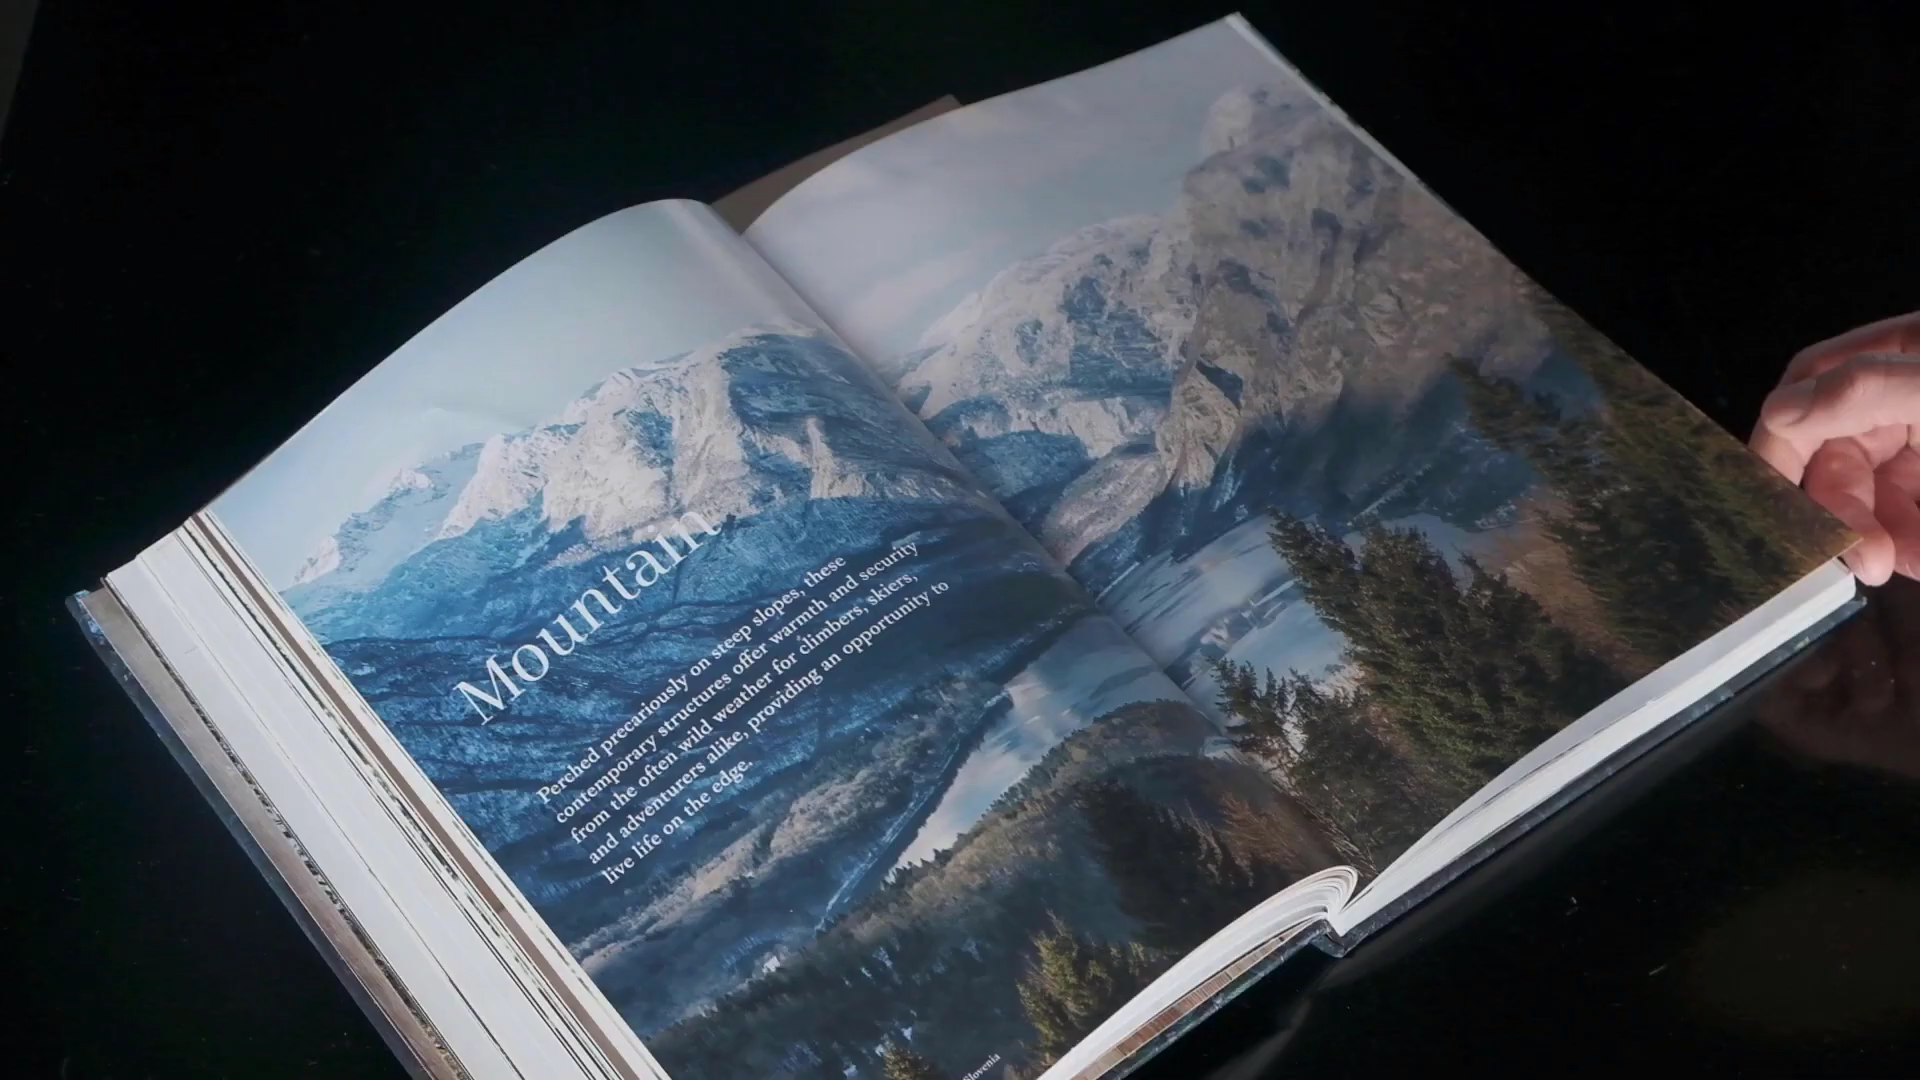 Mountain
Perched precariously on steep slopes, these
contemporary structures offer warmth and security
from the often wild weather for climbers, skiers,
and adventurers alike, providing an opportunity to
live life on the edge.
Slovenia